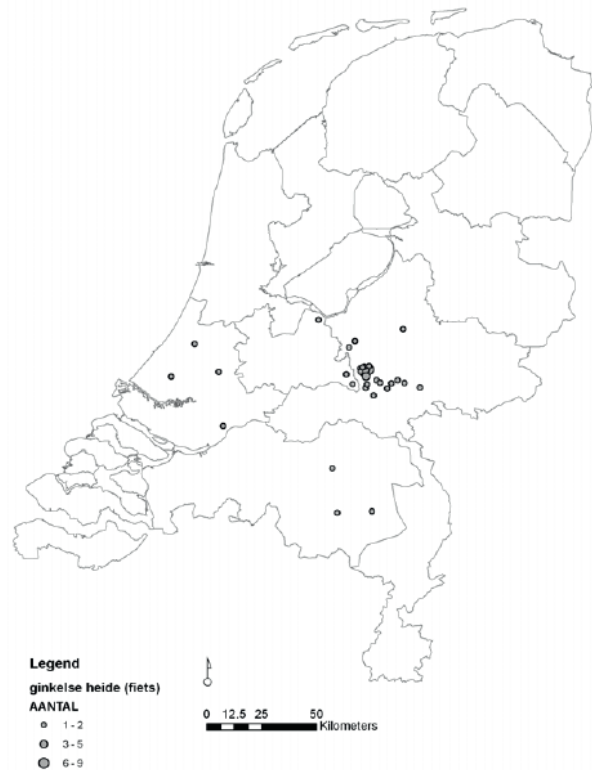 Legend
ginkelse heide (fiets)
AANTAL
1 - 2
3 - 5
6 - 9
0 12.5 25 50
Kilometers